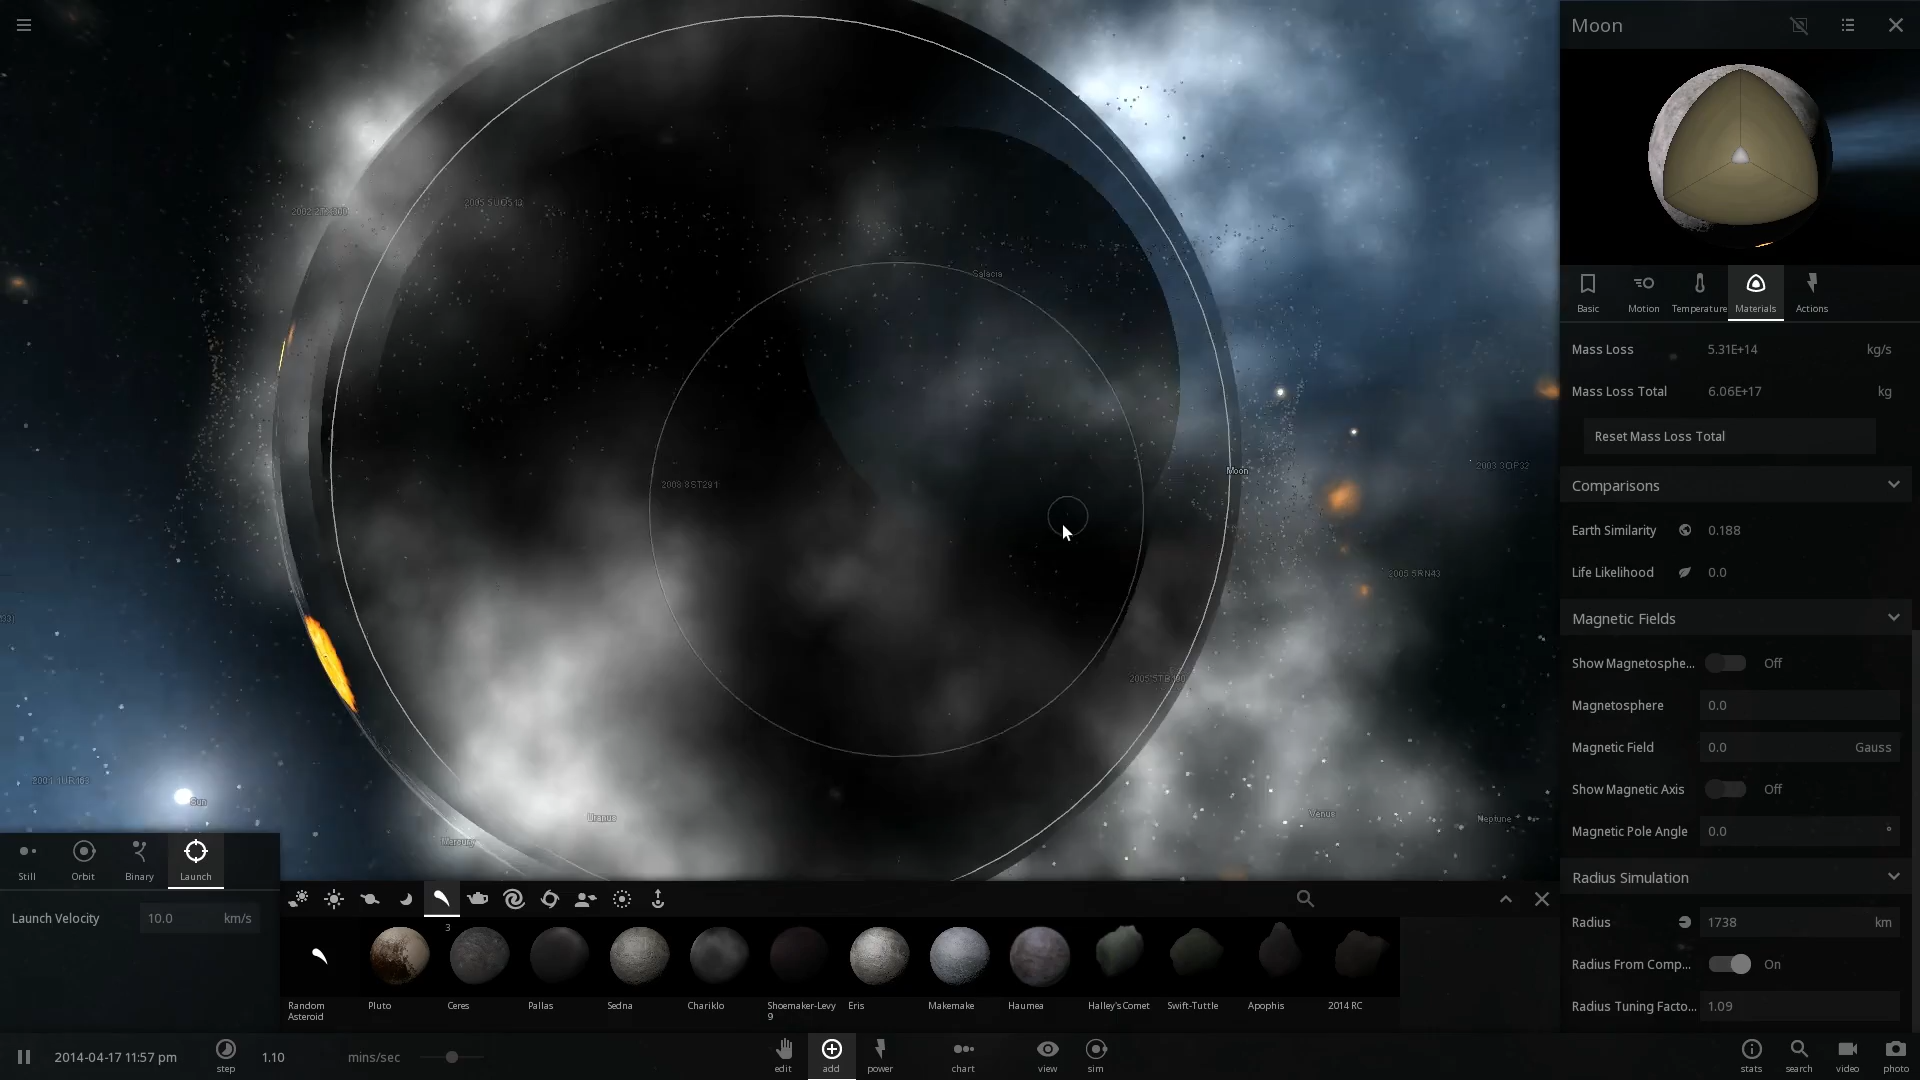 Moon
Basic
Motion
Temperature
Materials
Actions
Mass Loss 5.31E+14 kg/s
Mass Loss Total 6.06E+17 kg
Reset Mass Loss Total
Comparisons
Earth Similarity 0.188
Life Likelihood 0.0
Magnetic Fields
Show Magnetosphe... Off
Magnetosphere 0.0
Magnetic Field 0.0 Gauss
Show Magnetic Axis Off
Magnetic Pole Angle 0.0 °
Radius Simulation
Radius 1738 km
Radius From Comp... On
Radius Tuning Facto... 1.09
Salacia
Moon
Sun
Uranus
Mercury
Venus
Neptune
Still
Orbit
Binary
Launch
Launch Velocity 10.0 km/s
3
Random Asteroid
Pluto
Ceres
Pallas
Sedna
Chariklo
Shoemaker-Levy 9
Eris
Makemake
Haumea
Halley's Comet
Swift-Tuttle
Apophis
2014 RC
2014-04-17 11:57 pm
step
1.10 mins/sec
edit
add
power
chart
view
sim
stats
search
video
photo